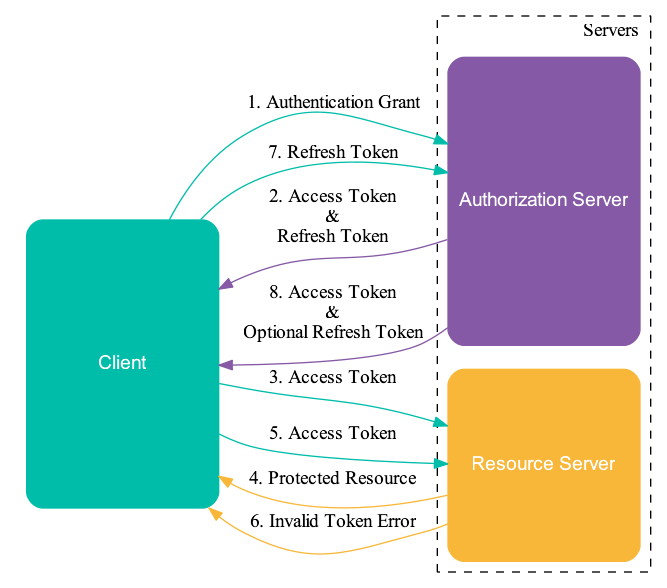 Servers
1. Authentication Grant
7. Refresh Token
2. Access Token
&
Refresh Token
Authorization Server
8. Access Token
&
Optional Refresh Token
Client
3. Access Token
5. Access Token
Resource Server
4. Protected Resource
6. Invalid Token Error